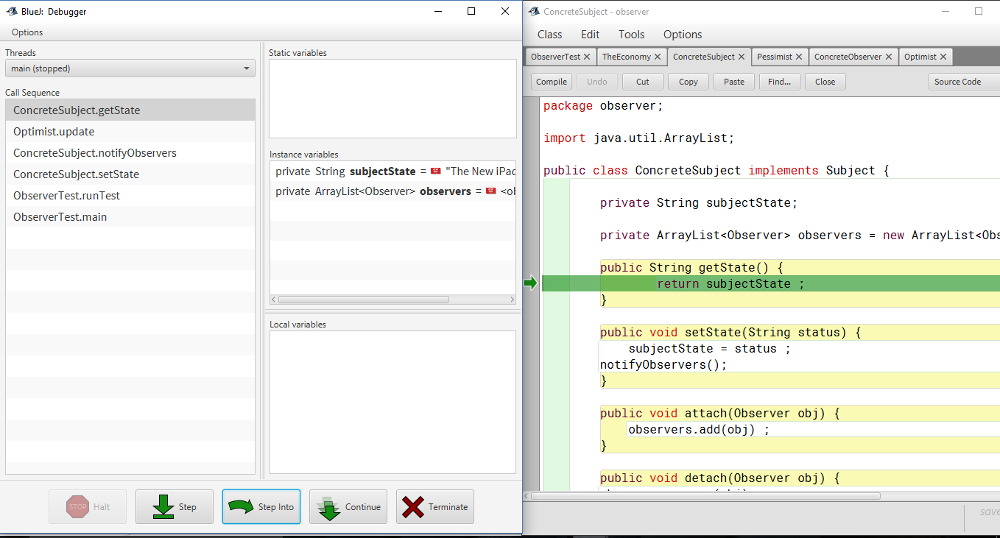 BlueJ: Debugger
Options
Threads
main (stopped)
Call Sequence
ConcreteSubject.getState
Optimist.update
ConcreteSubject.notifyObservers
ConcreteSubject.setState
ObserverTest.runTest
ObserverTest.main
Static variables
Instance variables
private String subjectState = "The New iPad
private ArrayList<Observer> observers = <ob
Local variables
STOP Halt
Step
Step Into
Continue
Terminate
ConcreteSubject - observer
Class Edit Tools Options
ObserverTest TheEconomy ConcreteSubject Pessimist ConcreteObserver Optimist
Compile Undo Cut Copy Paste Find... Close Source Code
package observer;
import java.util.ArrayList;
public class ConcreteSubject implements Subject {
private String subjectState;
private ArrayList<Observer> observers = new ArrayList<Obs
public String getState() {
return subjectState ;
}
public void setState(String status) {
subjectState = status ;
notifyObservers();
}
public void attach(Observer obj) {
observers.add(obj) ;
}
public void detach(Observer obj) {
save